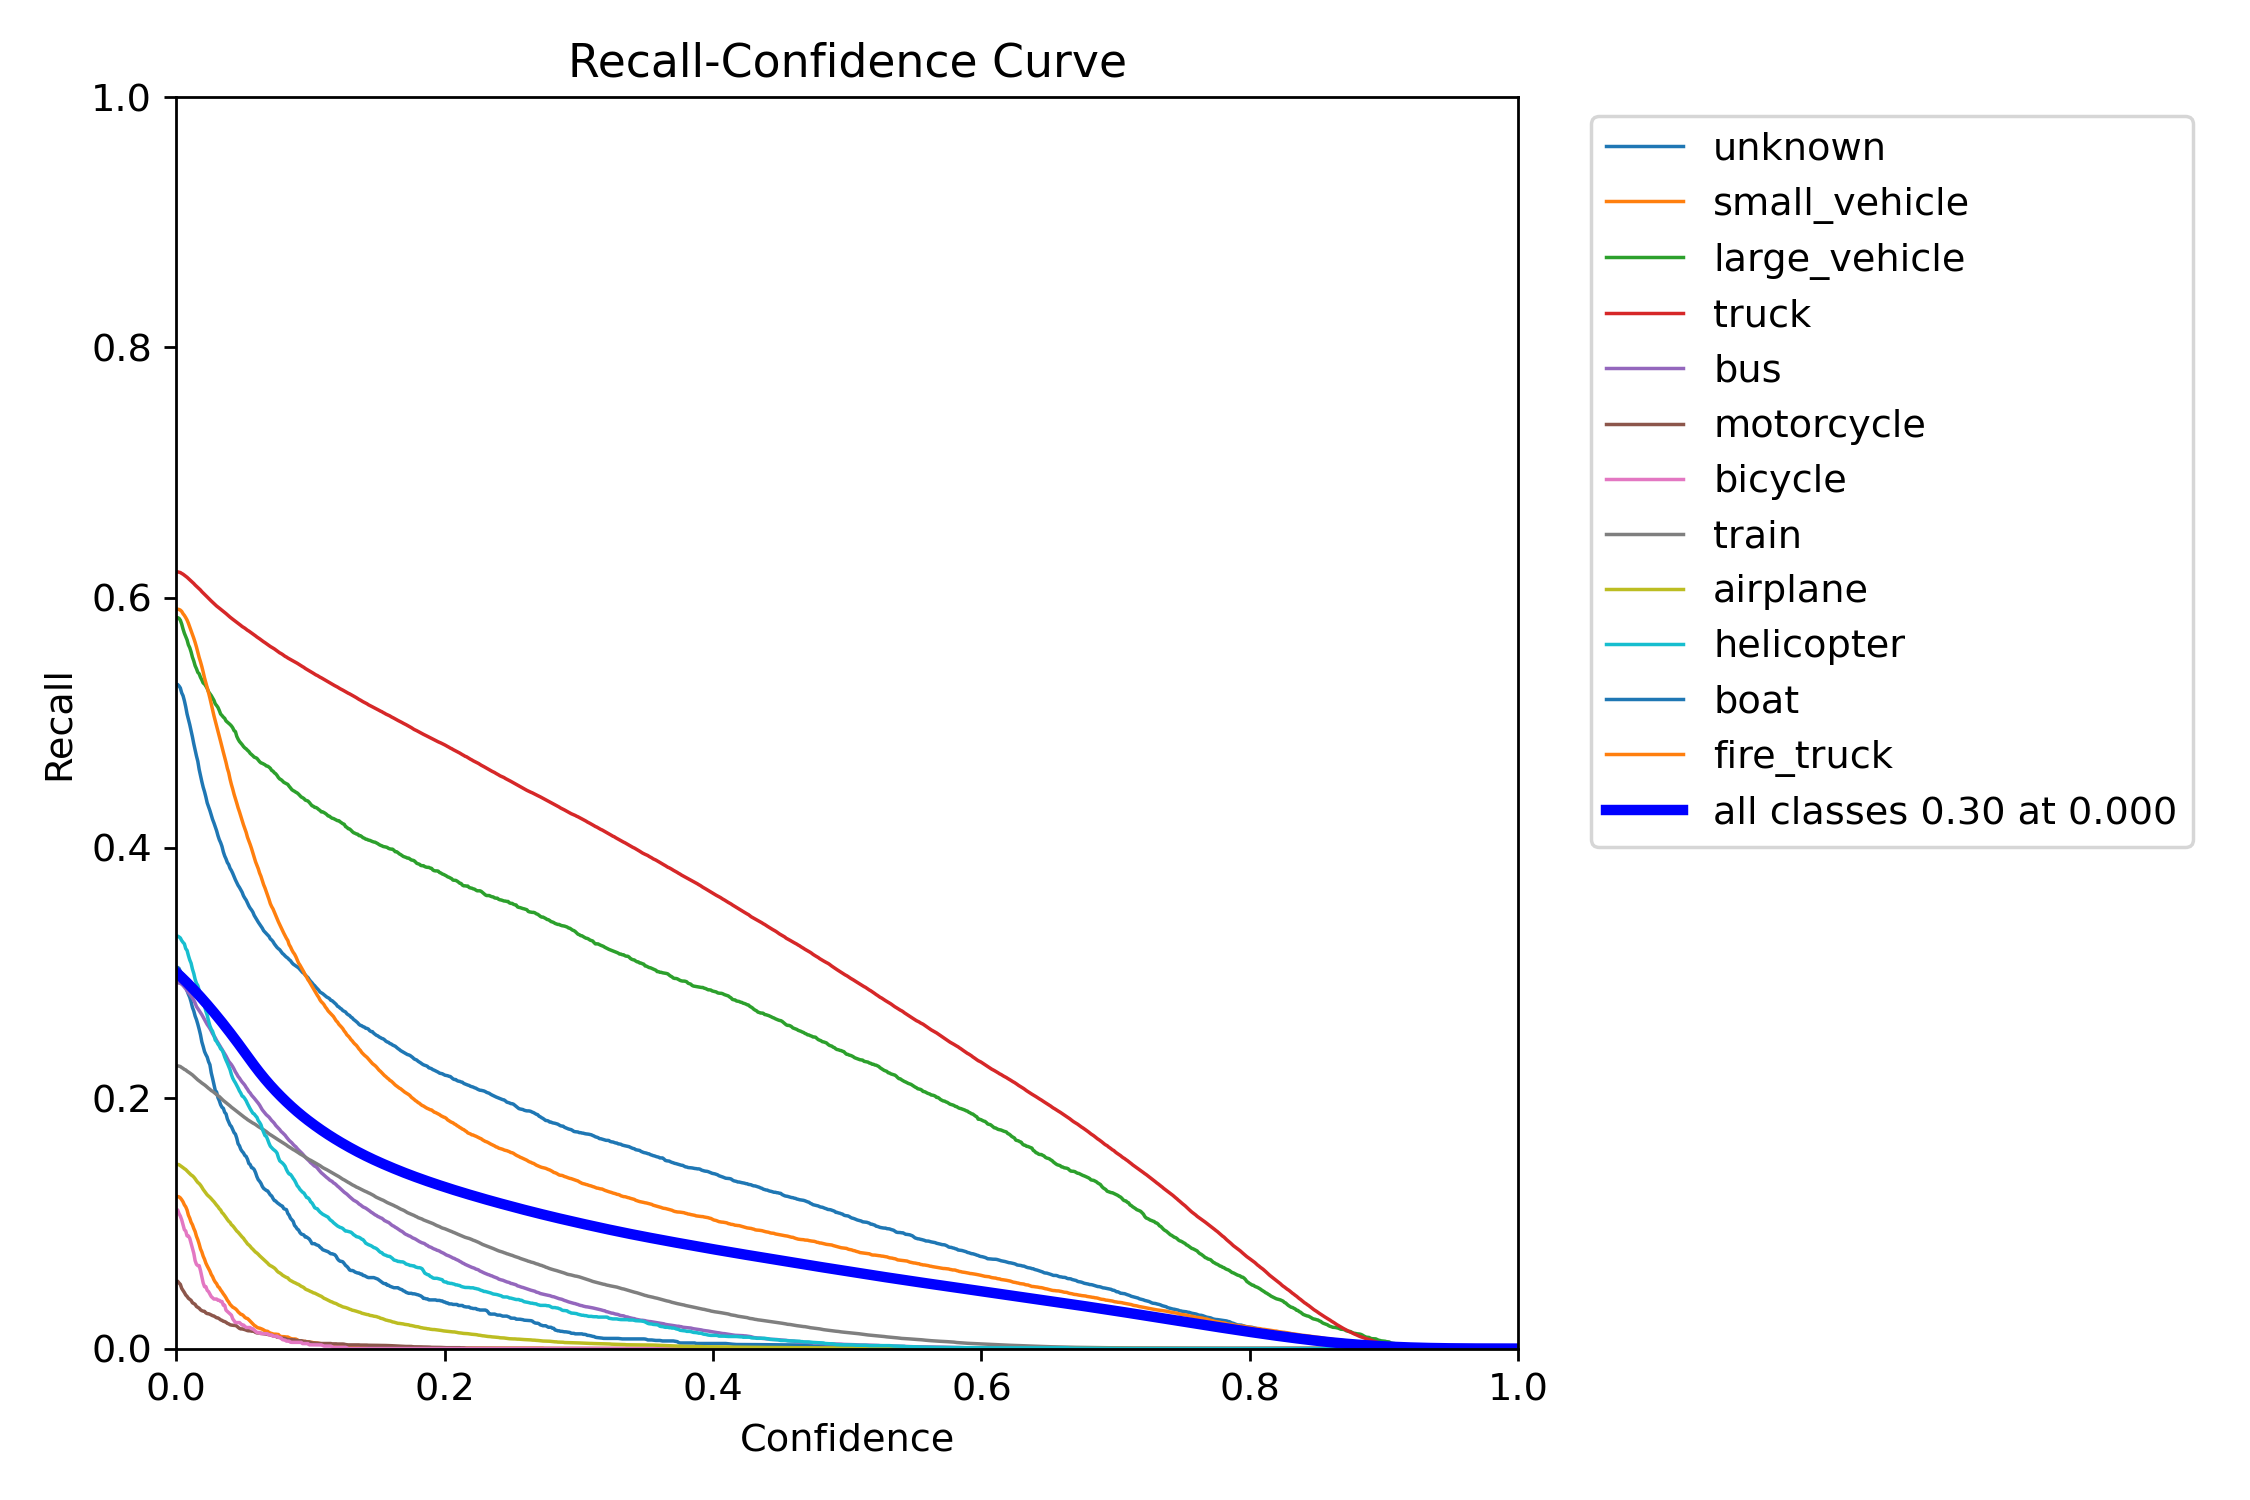 Recall-Confidence Curve
1.0
0.8
0.6
0.4
0.2
0.0
Recall
0.0 0.2 0.4 0.6 0.8 1.0
Confidence
unknown
small_vehicle
large_vehicle
truck
bus
motorcycle
bicycle
train
airplane
helicopter
boat
fire_truck
all classes 0.30 at 0.000